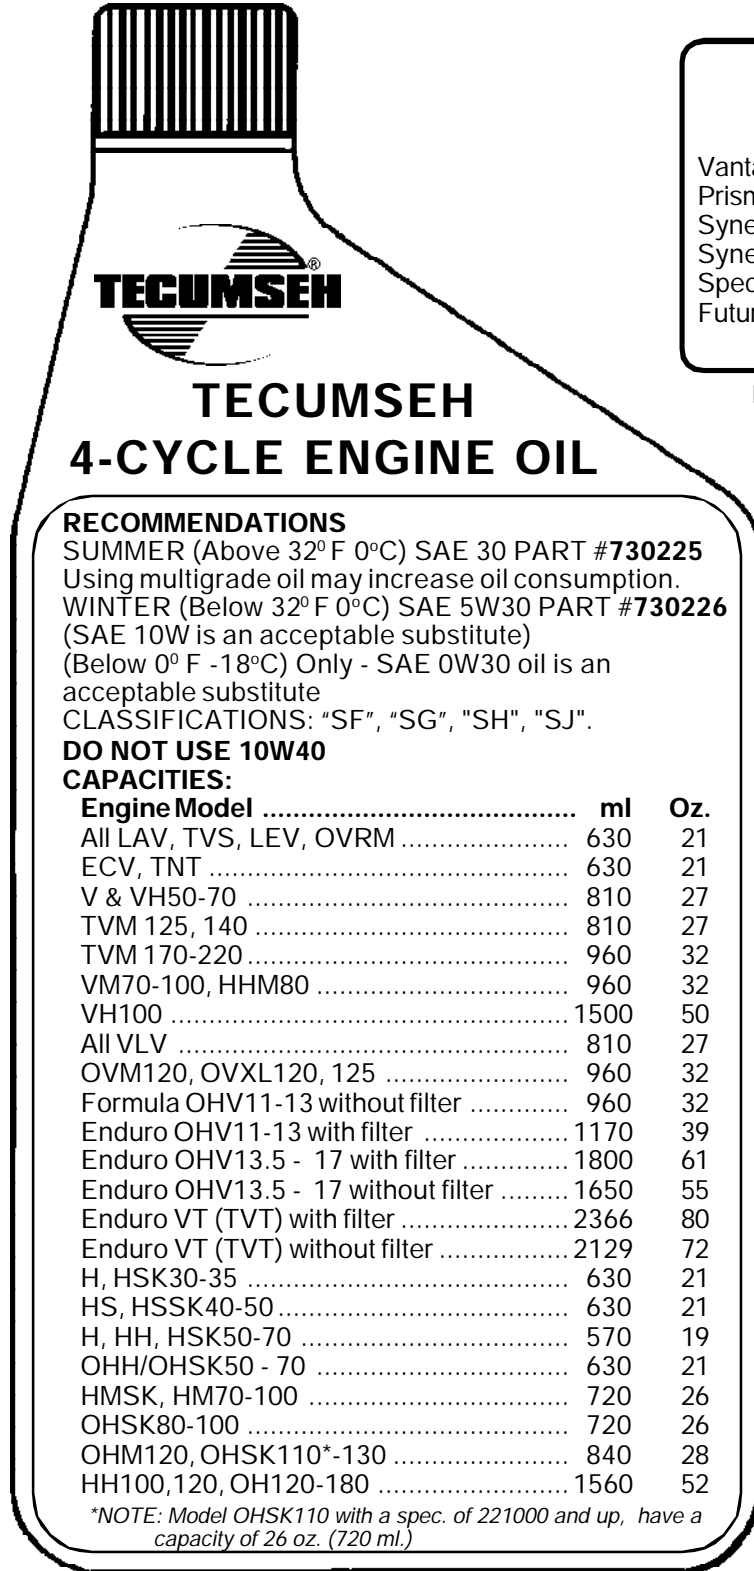 TECUMSEH®
TECUMSEH
4-CYCLE ENGINE OIL
RECOMMENDATIONS
SUMMER (Above 32⁰ F 0ᵒC) SAE 30 PART #730225
Using multigrade oil may increase oil consumption.
WINTER (Below 32⁰ F 0ᵒC) SAE 5W30 PART #730226
(SAE 10W is an acceptable substitute)
(Below 0⁰ F -18ᵒC) Only - SAE 0W30 oil is an
acceptable substitute
CLASSIFICATIONS: “SF”, “SG”, "SH", "SJ".
DO NOT USE 10W40
CAPACITIES:
Engine Model ......................................... ml Oz.
All LAV, TVS, LEV, OVRM ...................... 630 21
ECV, TNT ............................................... 630 21
V & VH50-70 .......................................... 810 27
TVM 125, 140 ......................................... 810 27
TVM 170-220 .......................................... 960 32
VM70-100, HHM80 ................................. 960 32
VH100 .................................................... 1500 50
All VLV ................................................... 810 27
OVM120, OVXL120, 125 ........................ 960 32
Formula OHV11-13 without filter ............. 960 32
Enduro OHV11-13 with filter ................... 1170 39
Enduro OHV13.5 - 17 with filter .............. 1800 61
Enduro OHV13.5 - 17 without filter ......... 1650 55
Enduro VT (TVT) with filter ...................... 2366 80
Enduro VT (TVT) without filter ................. 2129 72
H, HSK30-35 .......................................... 630 21
HS, HSSK40-50 ...................................... 630 21
H, HH, HSK50-70 ................................... 570 19
OHH/OHSK50 - 70 ................................. 630 21
HMSK, HM70-100 .................................. 720 26
OHSK80-100 .......................................... 720 26
OHM120, OHSK110*-130 ....................... 840 28
HH100,120, OH120-180 ......................... 1560 52
*NOTE: Model OHSK110 with a spec. of 221000 and up, have a
capacity of 26 oz. (720 ml.)